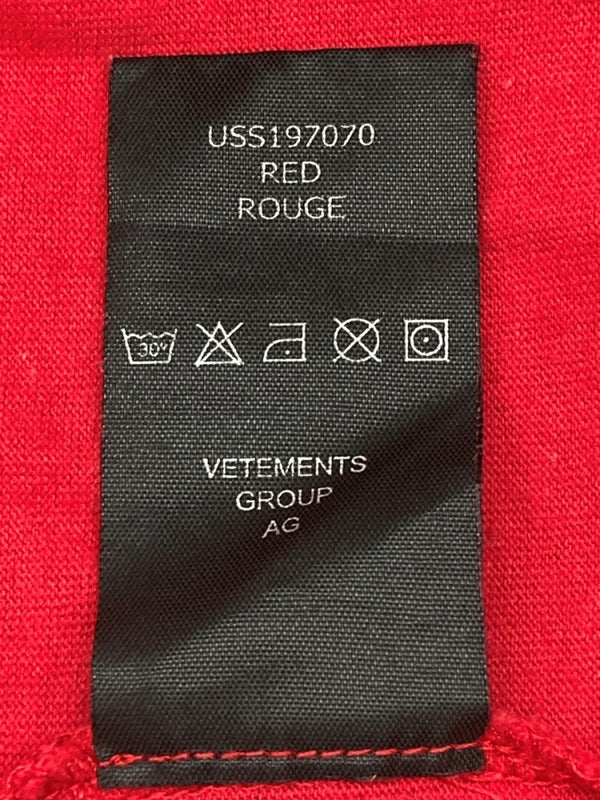 USS197070
RED
ROUGE
30°
VETEMENTS
GROUP
AG